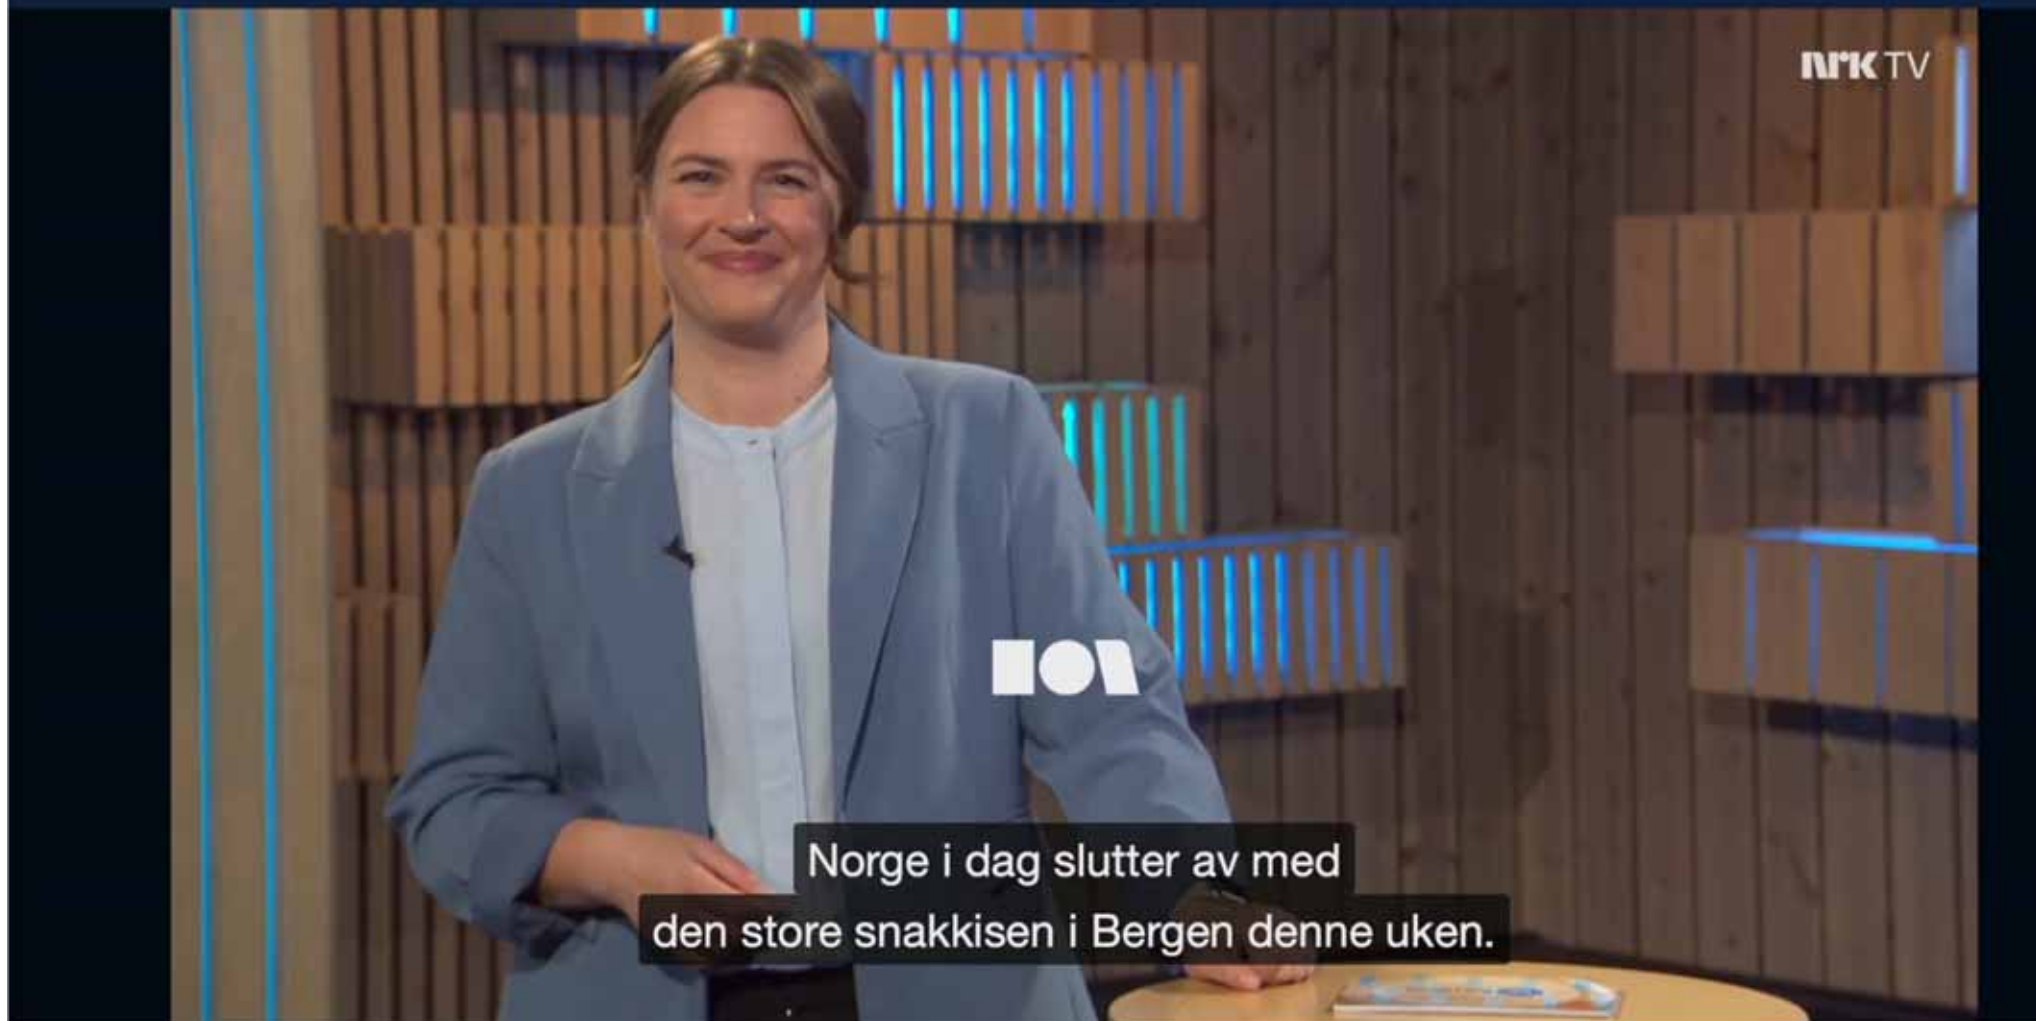 NRK TV
Norge i dag slutter av med
den store snakkisen i Bergen denne uken.